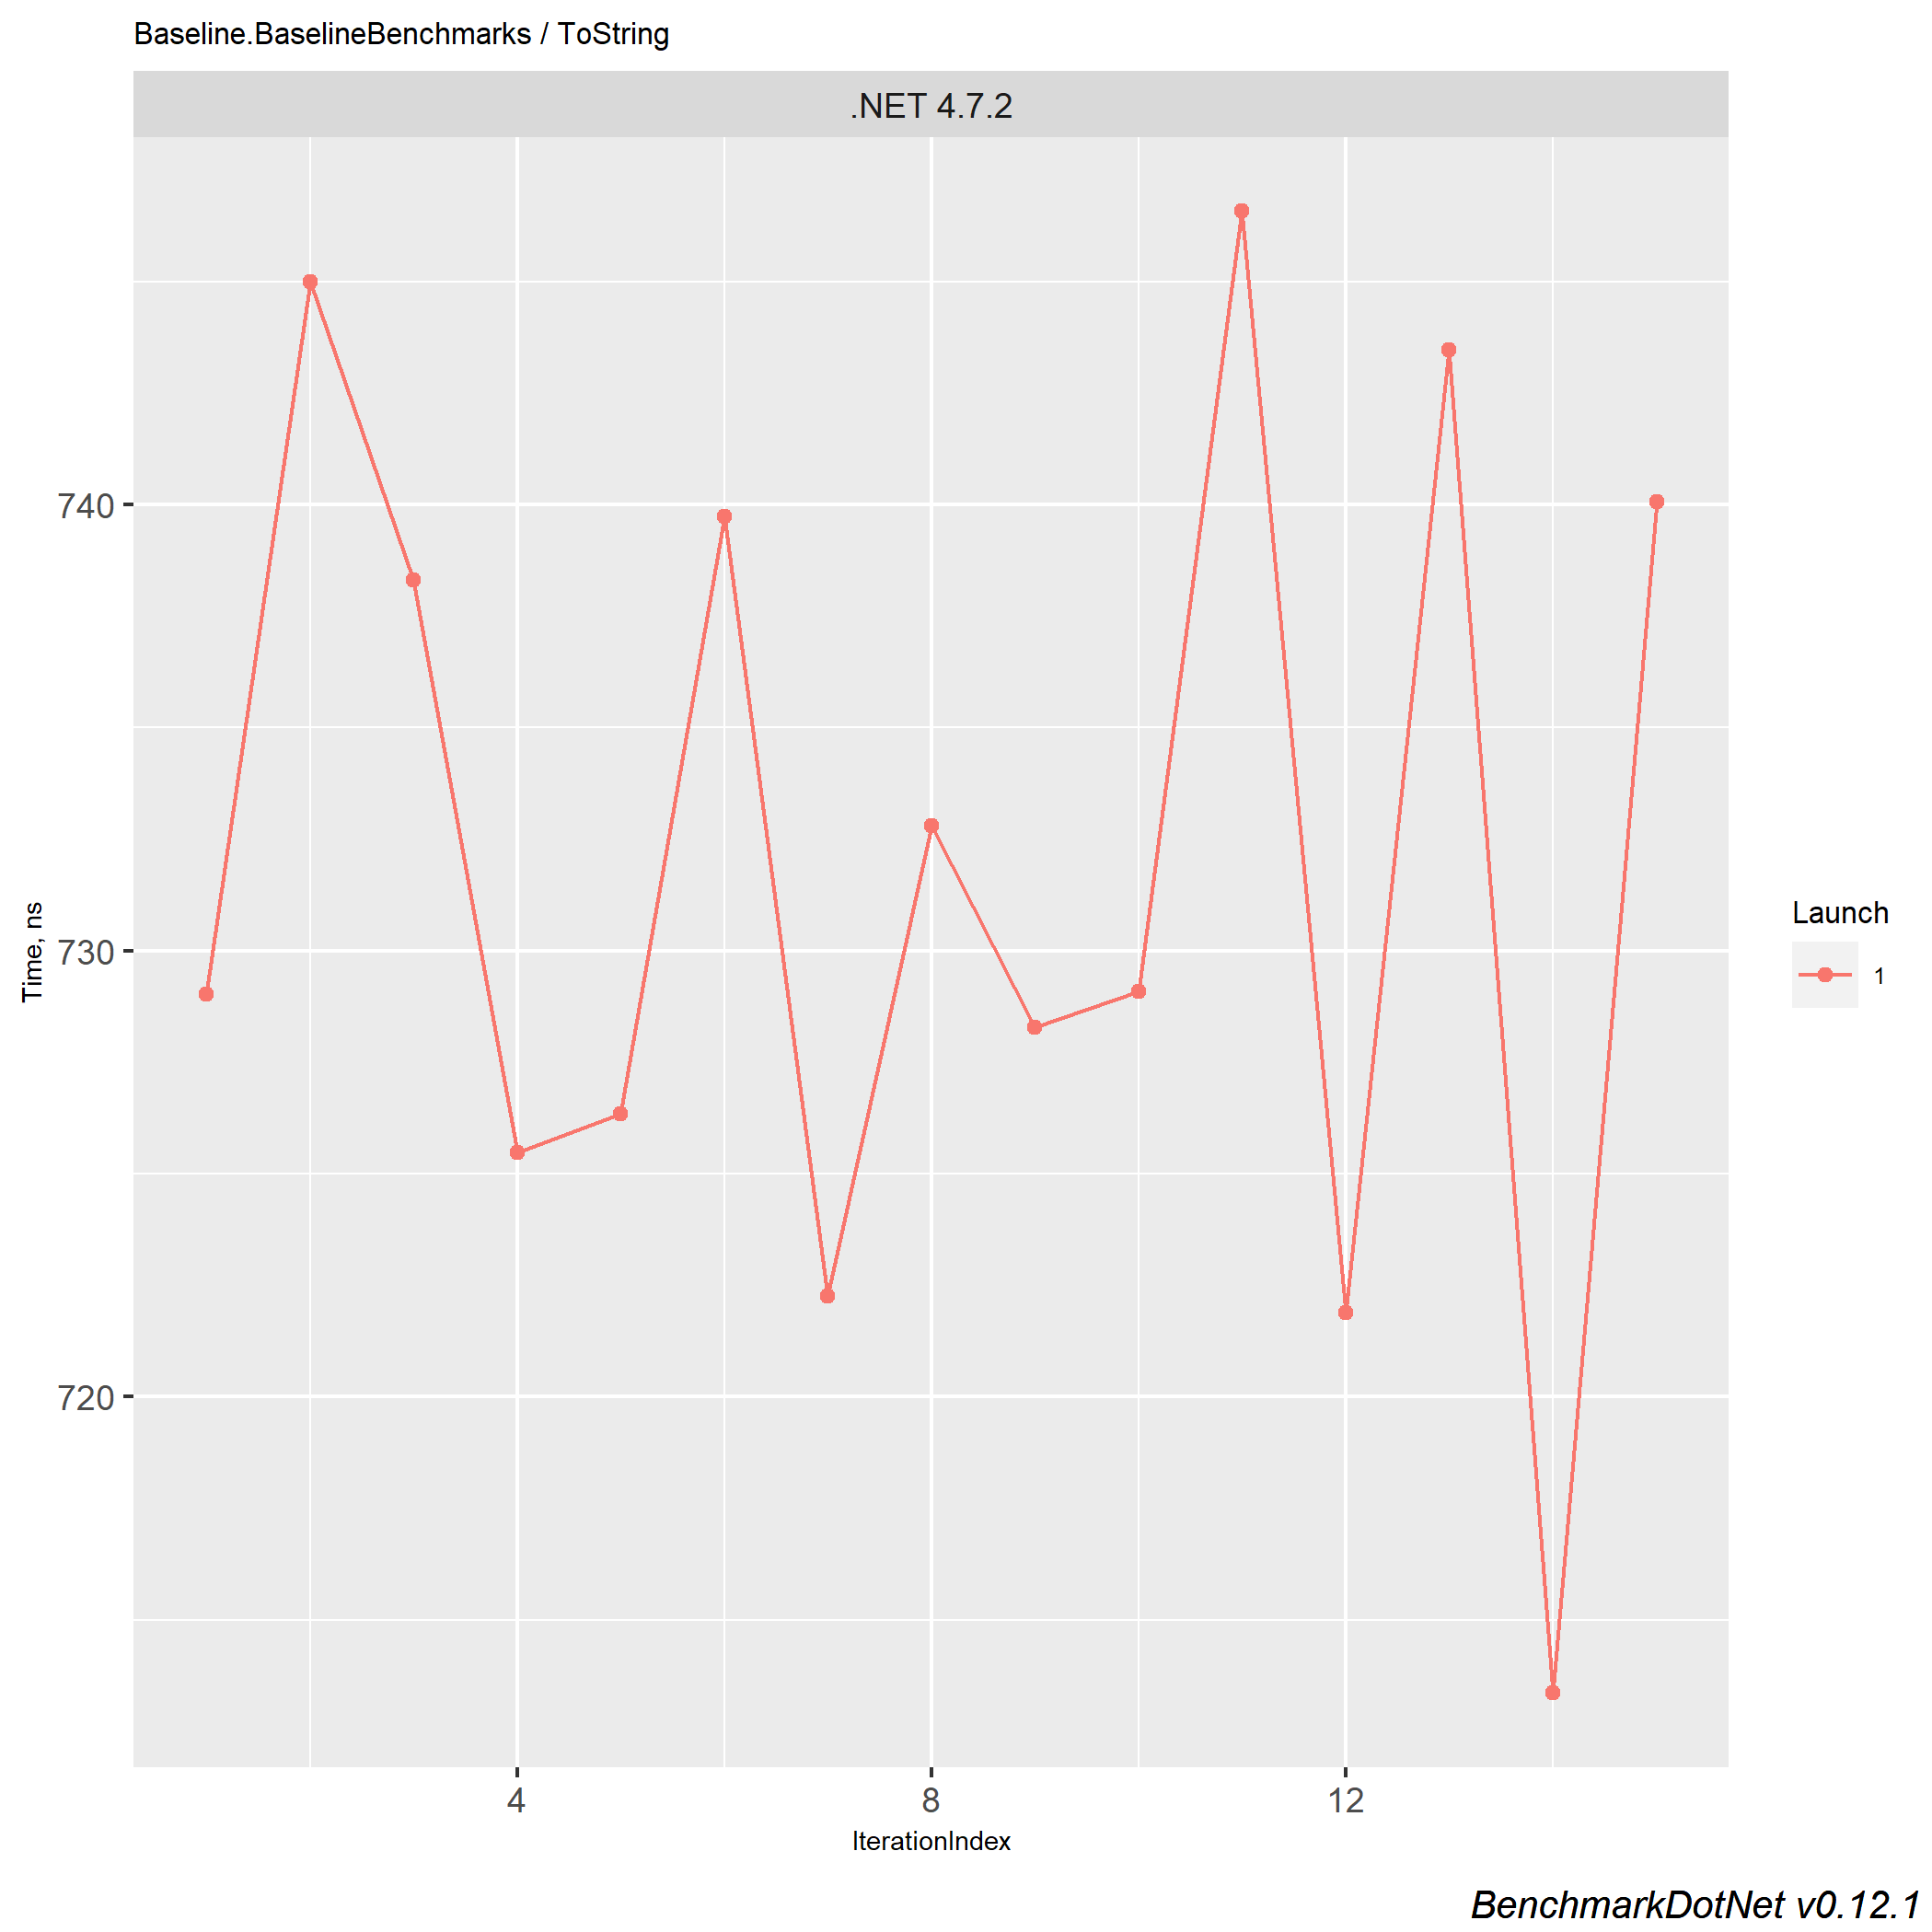 Baseline.BaselineBenchmarks / ToString
.NET 4.7.2
740
730
720
Time, ns
Launch
1
4 8 12
IterationIndex
BenchmarkDotNet v0.12.1